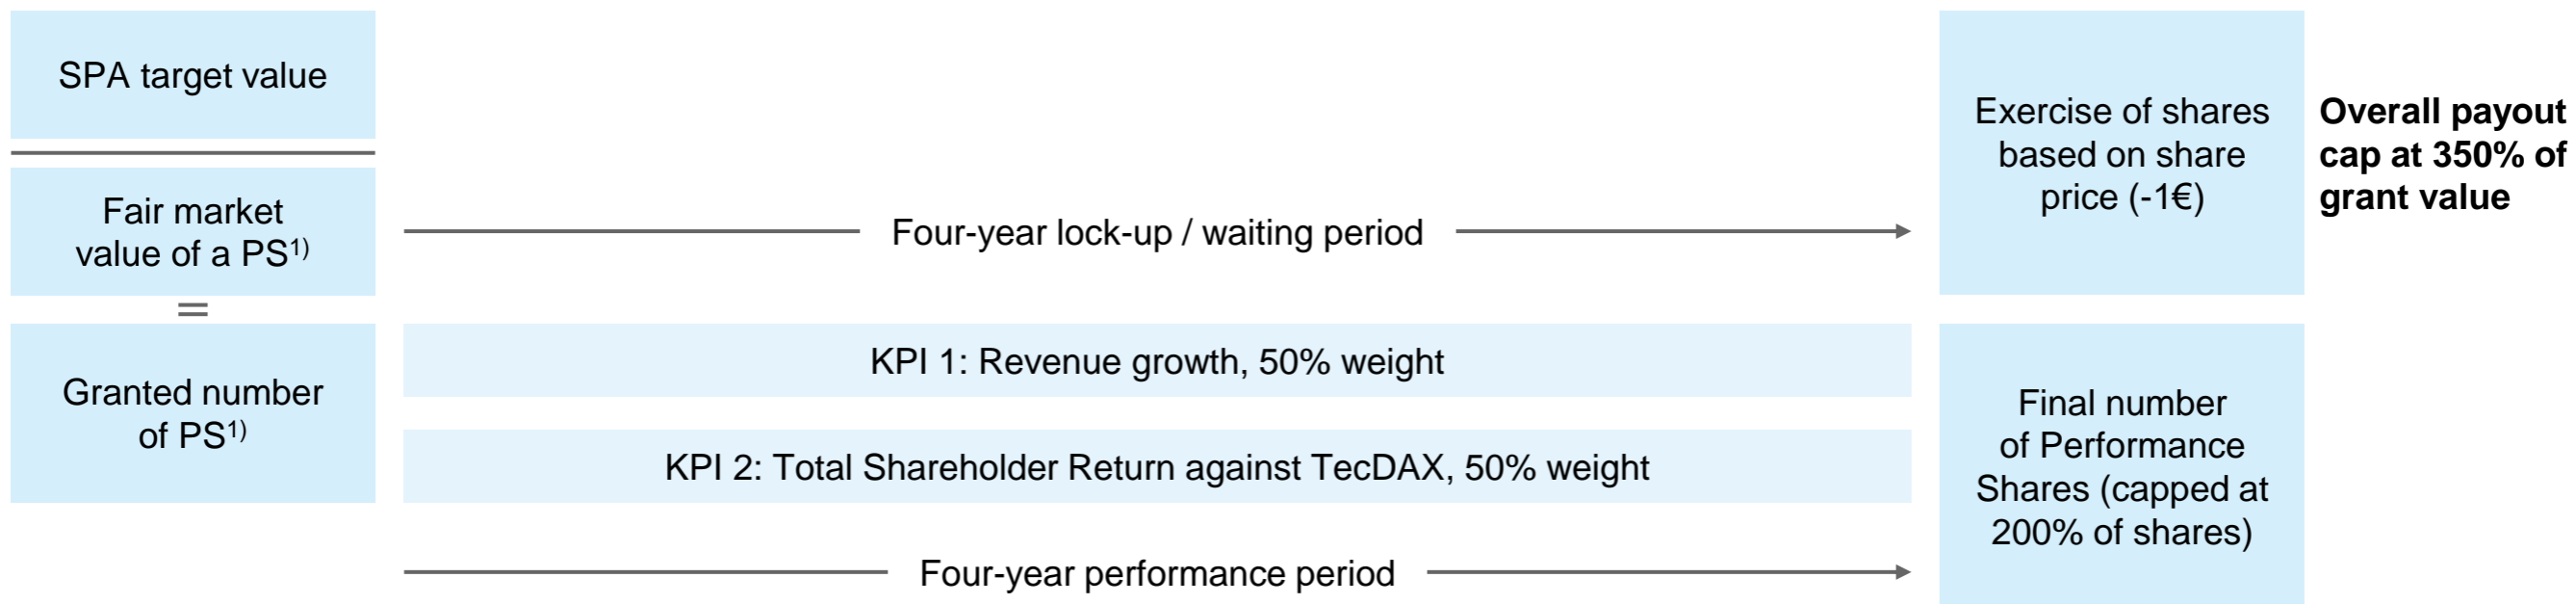 SPA target value
Fair market
value of a PS1)
=
Granted number
of PS1)
Four-year lock-up / waiting period
KPI 1: Revenue growth, 50% weight
KPI 2: Total Shareholder Return against TecDAX, 50% weight
Four-year performance period
Exercise of shares
based on share
price (-1€)
Final number
of Performance
Shares (capped at
200% of shares)
Overall payout
cap at 350% of
grant value